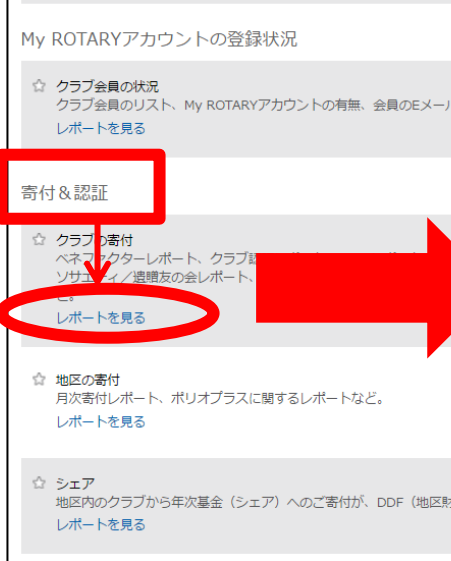 My ROTARYアカウントの登録状況
クラブ会員の状況
クラブ会員のリスト、My ROTARYアカウントの有無、会員のEメー
レポートを見る
寄付&認証
クラブの寄付
ベネファクターレポート、クラブ認
ソサエティ／遺贈友の会レポート、
ど。
レポートを見る
地区の寄付
月次寄付レポート、ポリオプラスに関するレポートなど。
レポートを見る
シェア
地区内のクラブから年次基金（シェア）へのご寄付が、DDF（地区財
レポートを見る